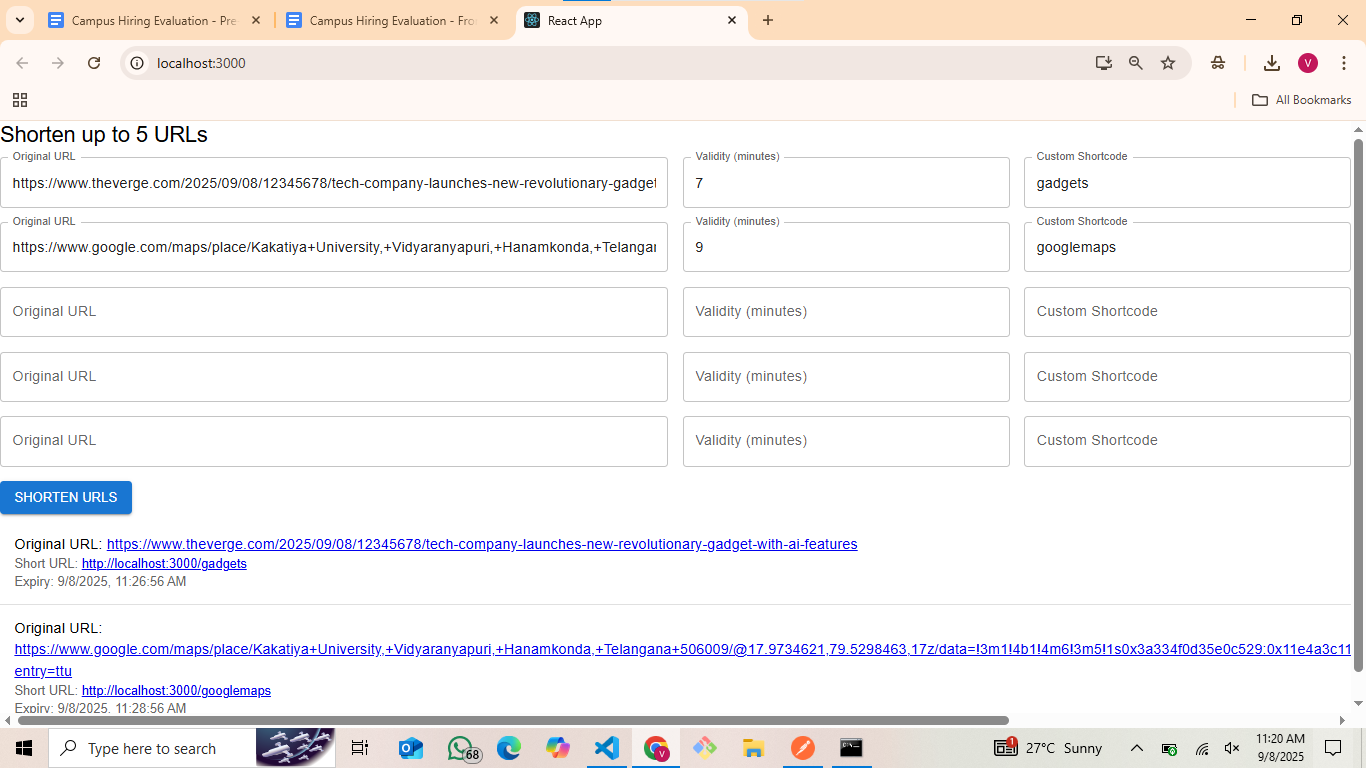 Campus Hiring Evaluation - Pre
Campus Hiring Evaluation - Fro
React App
localhost:3000
V
All Bookmarks
Shorten up to 5 URLs
Original URL
Validity (minutes)
Custom Shortcode
https://www.theverge.com/2025/09/08/12345678/tech-company-launches-new-revolutionary-gadget
7
gadgets
Original URL
Validity (minutes)
Custom Shortcode
https://www.google.com/maps/place/Kakatiya+University,+Vidyaranyapuri,+Hanamkonda,+Telangan
9
googlemaps
Original URL
Validity (minutes)
Custom Shortcode
Original URL
Validity (minutes)
Custom Shortcode
Original URL
Validity (minutes)
Custom Shortcode
SHORTEN URLS
Original URL: https://www.theverge.com/2025/09/08/12345678/tech-company-launches-new-revolutionary-gadget-with-ai-features
Short URL: http://localhost:3000/gadgets
Expiry: 9/8/2025, 11:26:56 AM
Original URL:
https://www.google.com/maps/place/Kakatiya+University,+Vidyaranyapuri,+Hanamkonda,+Telangana+506009/@17.9734621,79.5298463,17z/data=!3m1!4b1!4m6!3m5!1s0x3a334f0d35e0c529:0x11e4a3c11
entry=ttu
Short URL: http://localhost:3000/googlemaps
Expiry: 9/8/2025, 11:28:56 AM
Type here to search
68
V
1
27°C Sunny
11:20 AM
9/8/2025